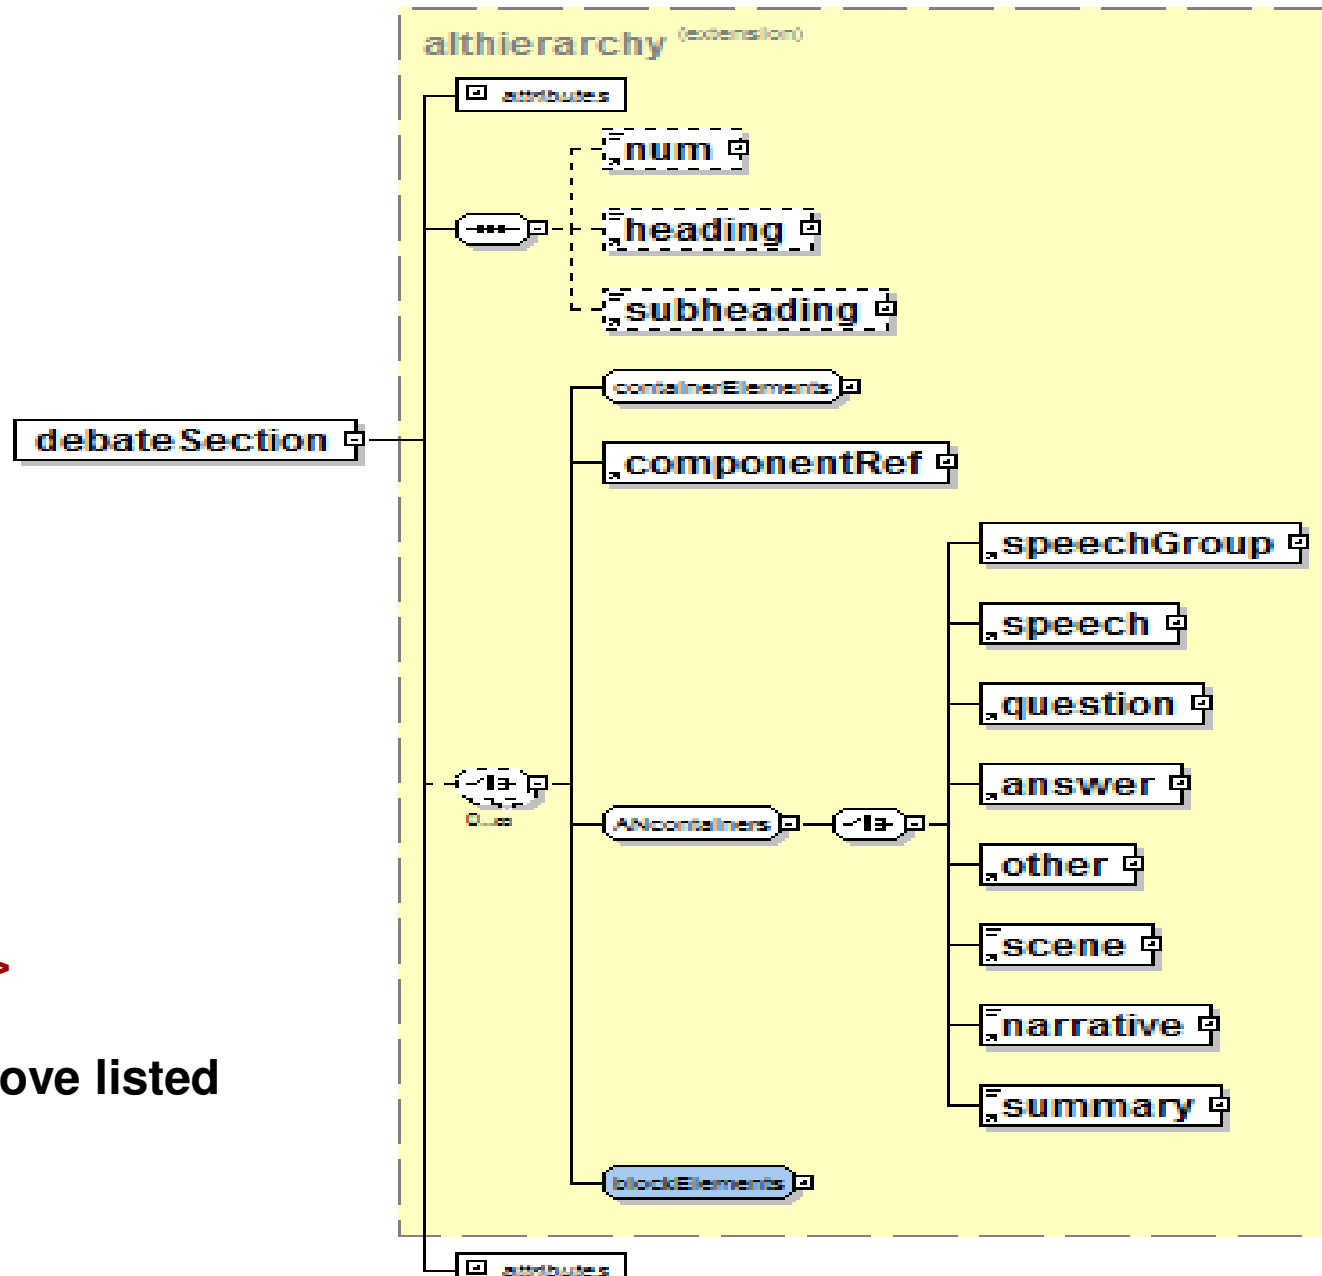 althierarchy (extension)
attributes
num
heading
subheading
containerElements
debateSection
componentRef
speechGroup
speech
question
answer
0..∞
ANcontainers
other
scene
>
narrative
ove listed
summary
blockElements
attributes